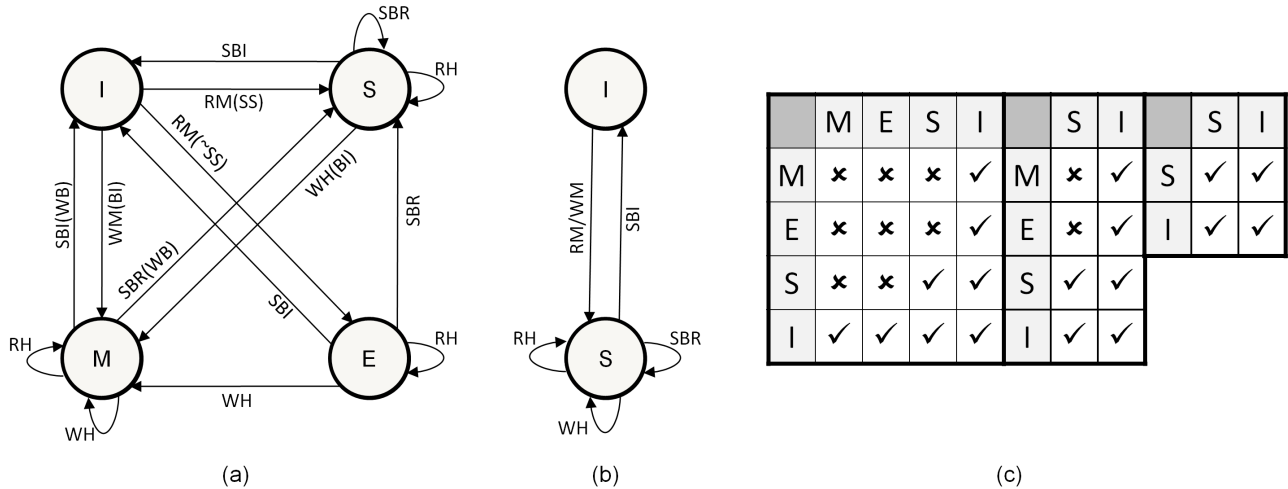 SBR
SBI
RH
I
S
RM(SS)
RM(~SS)
WH(BI)
SBI(WB)
WM(BI)
SBR(WB)
SBI
SBR
RH
M
E
RH
WH
WH
(a)
I
RM/WM
SBI
RH
S
SBR
WH
(b)
M E S I S I S I
M ✘ ✘ ✘ ✓ M ✘ ✓ S ✓ ✓
E ✘ ✘ ✘ ✓ E ✘ ✓ I ✓ ✓
S ✘ ✘ ✓ ✓ S ✓ ✓
I ✓ ✓ ✓ ✓ I ✓ ✓
(c)